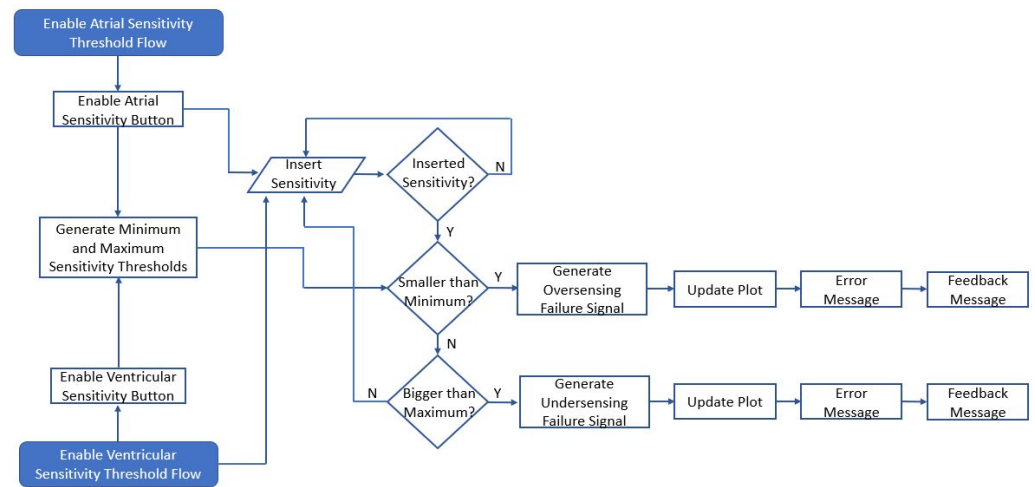 Enable Atrial Sensitivity
Threshold Flow
Enable Atrial
Sensitivity Button
Insert
Sensitivity
Inserted
Sensitivity?
N
Y
Generate Minimum
and Maximum
Sensitivity Thresholds
Smaller than
Minimum?
Y
Generate
Oversensing
Failure Signal
Update Plot
Error
Message
Feedback
Message
N
Enable Ventricular
Sensitivity Button
N
Bigger than
Maximum?
Y
Generate
Undersensing
Failure Signal
Update Plot
Error
Message
Feedback
Message
Enable Ventricular
Sensitivity Threshold Flow